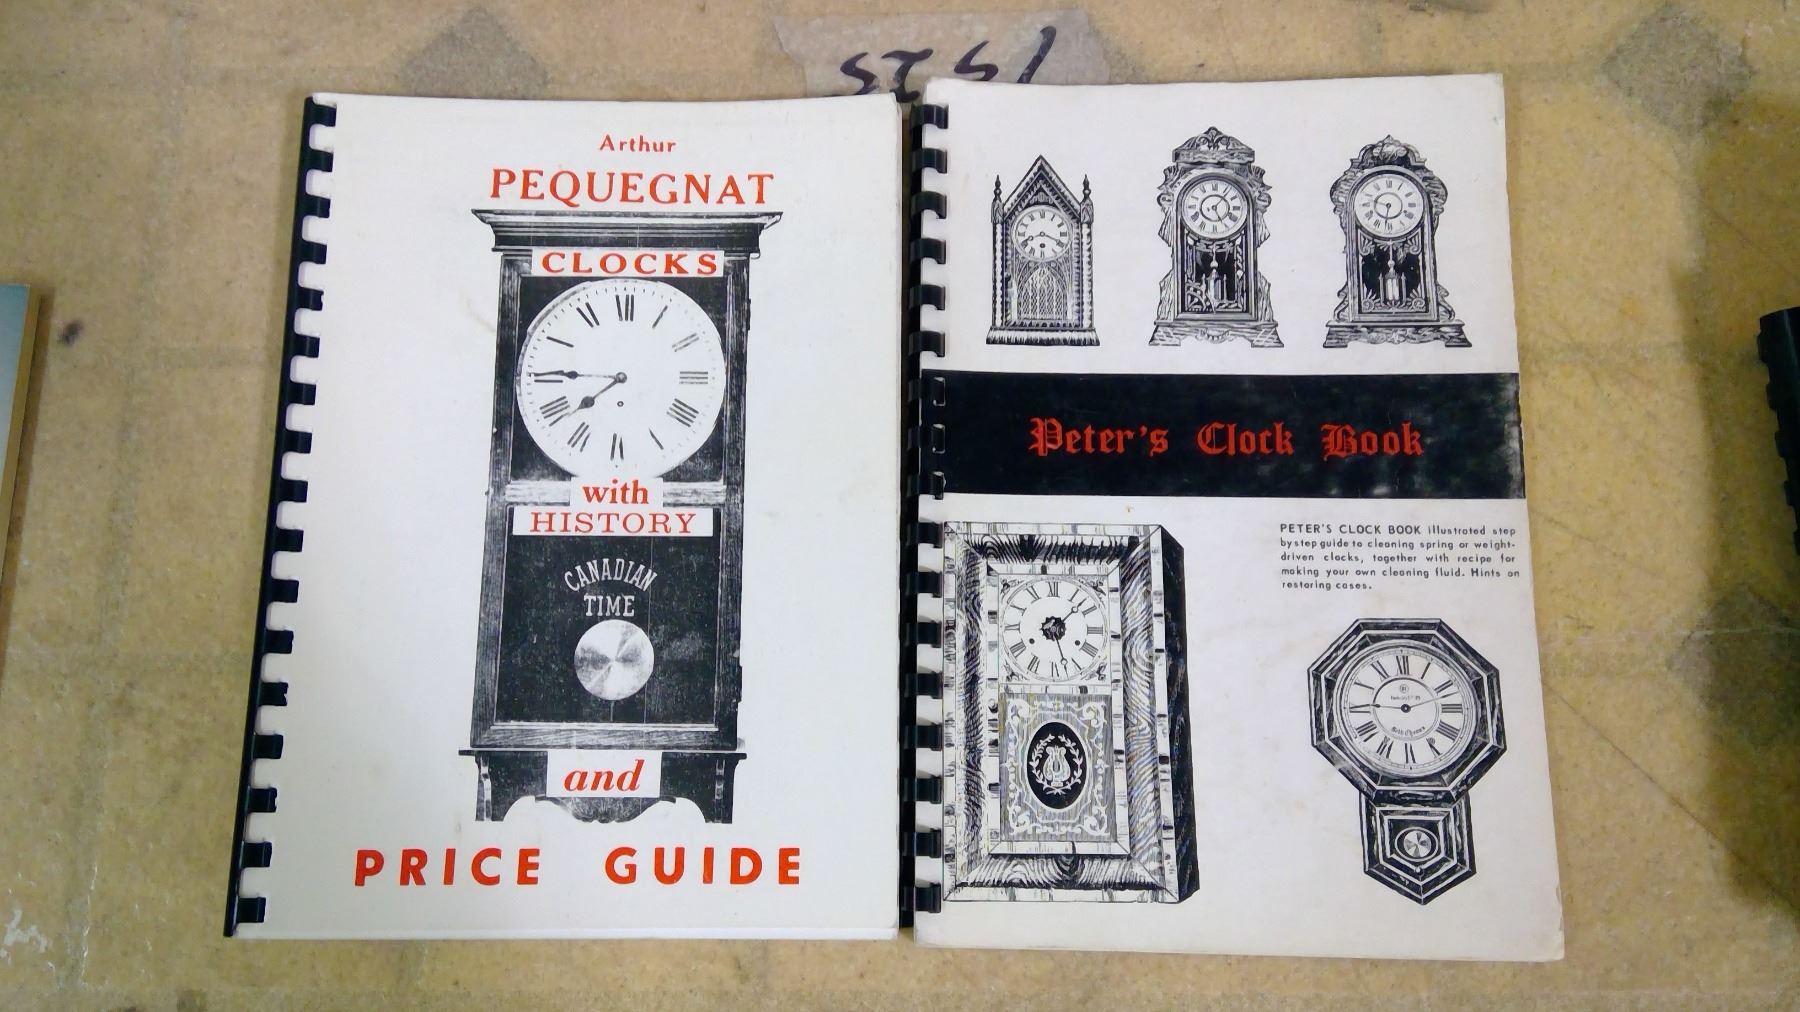 1525
Arthur
PEQUEGNAT
CLOCKS
with
HISTORY
CANADIAN
TIME
and
PRICE GUIDE
Peter's Clock Book
PETER'S CLOCK BOOK illustrated step
by step guide to cleaning spring or weight-
driven clocks, together with recipe for
making your own cleaning fluid. Hints on
restoring cases.